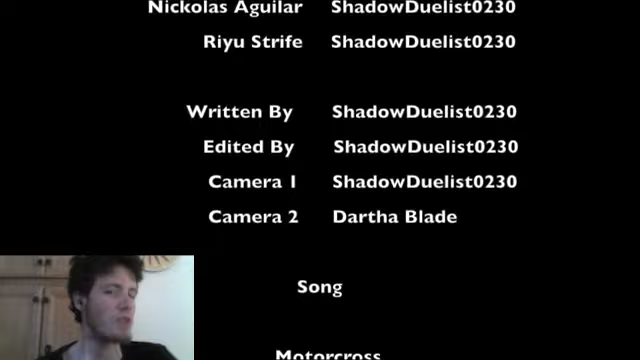 Nickolas Aguilar ShadowDuelist0230
Riyu Strife ShadowDuelist0230
Written By ShadowDuelist0230
Edited By ShadowDuelist0230
Camera 1 ShadowDuelist0230
Camera 2 Dartha Blade
Song
Motorcross